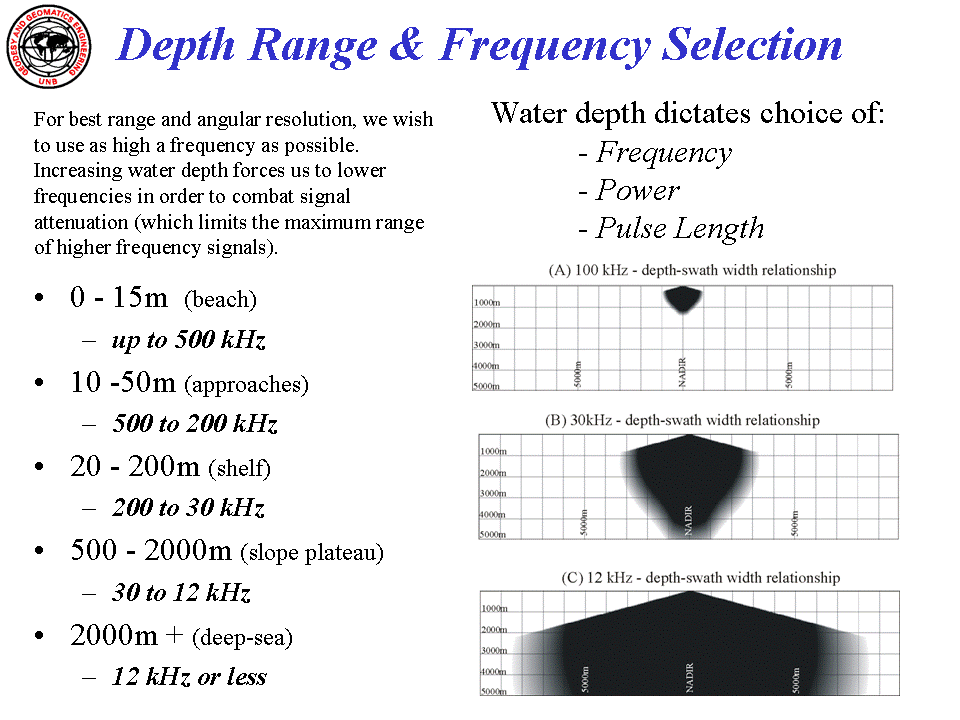 GEODESY AND GEOMATICS ENGINEERING
UNB
Depth Range & Frequency Selection
For best range and angular resolution, we wish
to use as high a frequency as possible.
Increasing water depth forces us to lower
frequencies in order to combat signal
attenuation (which limits the maximum range
of higher frequency signals).
• 0 - 15m (beach)
– up to 500 kHz
• 10 -50m (approaches)
– 500 to 200 kHz
• 20 - 200m (shelf)
– 200 to 30 kHz
• 500 - 2000m (slope plateau)
– 30 to 12 kHz
• 2000m + (deep-sea)
– 12 kHz or less
Water depth dictates choice of:
- Frequency
- Power
- Pulse Length
(A) 100 kHz - depth-swath width relationship
1000m
2000m
3000m
4000m
5000m
5000m
NADIR
5000m
(B) 30kHz - depth-swath width relationship
1000m
2000m
3000m
4000m
5000m
5000m
NADIR
5000m
(C) 12 kHz - depth-swath width relationship
1000m
2000m
3000m
4000m
5000m
5000m
NADIR
5000m